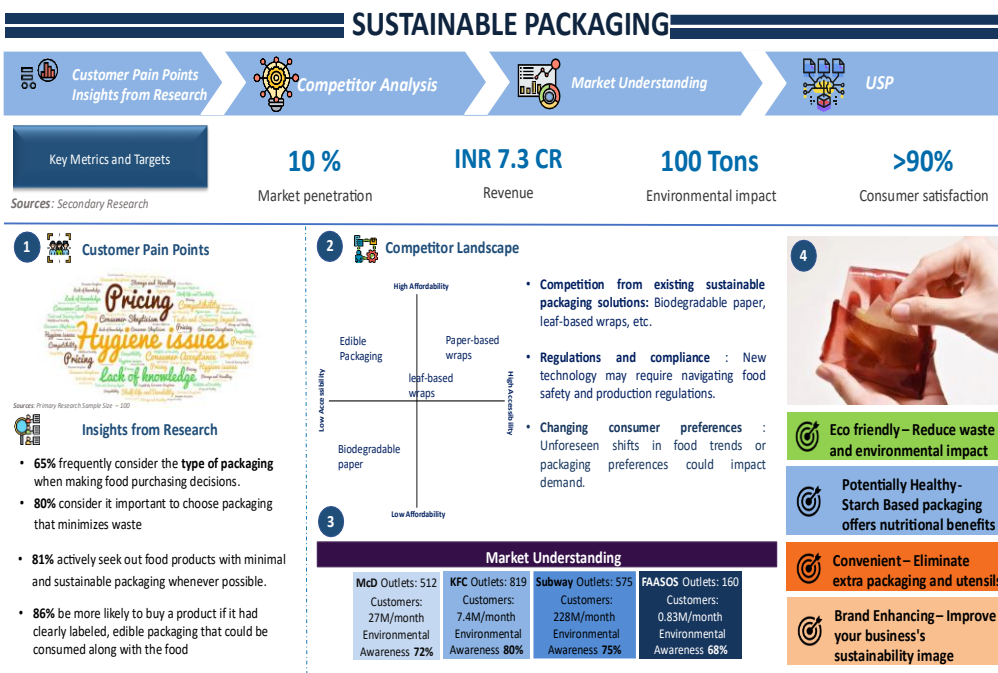 SUSTAINABLE PACKAGING
Customer Pain Points
Insights from Research
Competitor Analysis
Market Understanding
USP
Key Metrics and Targets
Sources: Secondary Research
10 %
Market penetration
INR 7.3 CR
Revenue
100 Tons
Environmental impact
>90%
Consumer satisfaction
1
Customer Pain Points
Storage and Handling
Pricing
Compatibility
Consumer Skepticism
Hygiene issues
Pricing
Consumer Acceptance
Lack of knowledge
Shelf life and Durability
Sources: Primary Research Sample Size – 100
Insights from Research
• 65% frequently consider the type of packaging
when making food purchasing decisions.
• 80% consider it important to choose packaging
that minimizes waste
• 81% actively seek out food products with minimal
and sustainable packaging whenever possible.
• 86% be more likely to buy a product if it had
clearly labeled, edible packaging that could be
consumed along with the food
2
Competitor Landscape
High Affordability
Edible
Packaging
Paper-based
wraps
leaf-based
wraps
Low Accessibility
High Accessibility
Biodegradable
paper
Low Affordability
• Competition from existing sustainable
packaging solutions: Biodegradable paper,
leaf-based wraps, etc.
• Regulations and compliance : New
technology may require navigating food
safety and production regulations.
• Changing consumer preferences :
Unforeseen shifts in food trends or
packaging preferences could impact
demand.
3
Market Understanding
McD Outlets: 512
Customers:
27M/month
Environmental
Awareness 72%
KFC Outlets: 819
Customers:
7.4M/month
Environmental
Awareness 80%
Subway Outlets: 575
Customers:
228M/month
Environmental
Awareness 75%
FAASOS Outlets: 160
Customers:
0.83M/month
Environmental
Awareness 68%
4
Eco friendly – Reduce waste
and environmental impact
Potentially Healthy-
Starch Based packaging
offers nutritional benefits
Convenient – Eliminate
extra packaging and utensils
Brand Enhancing – Improve
your business's
sustainability image